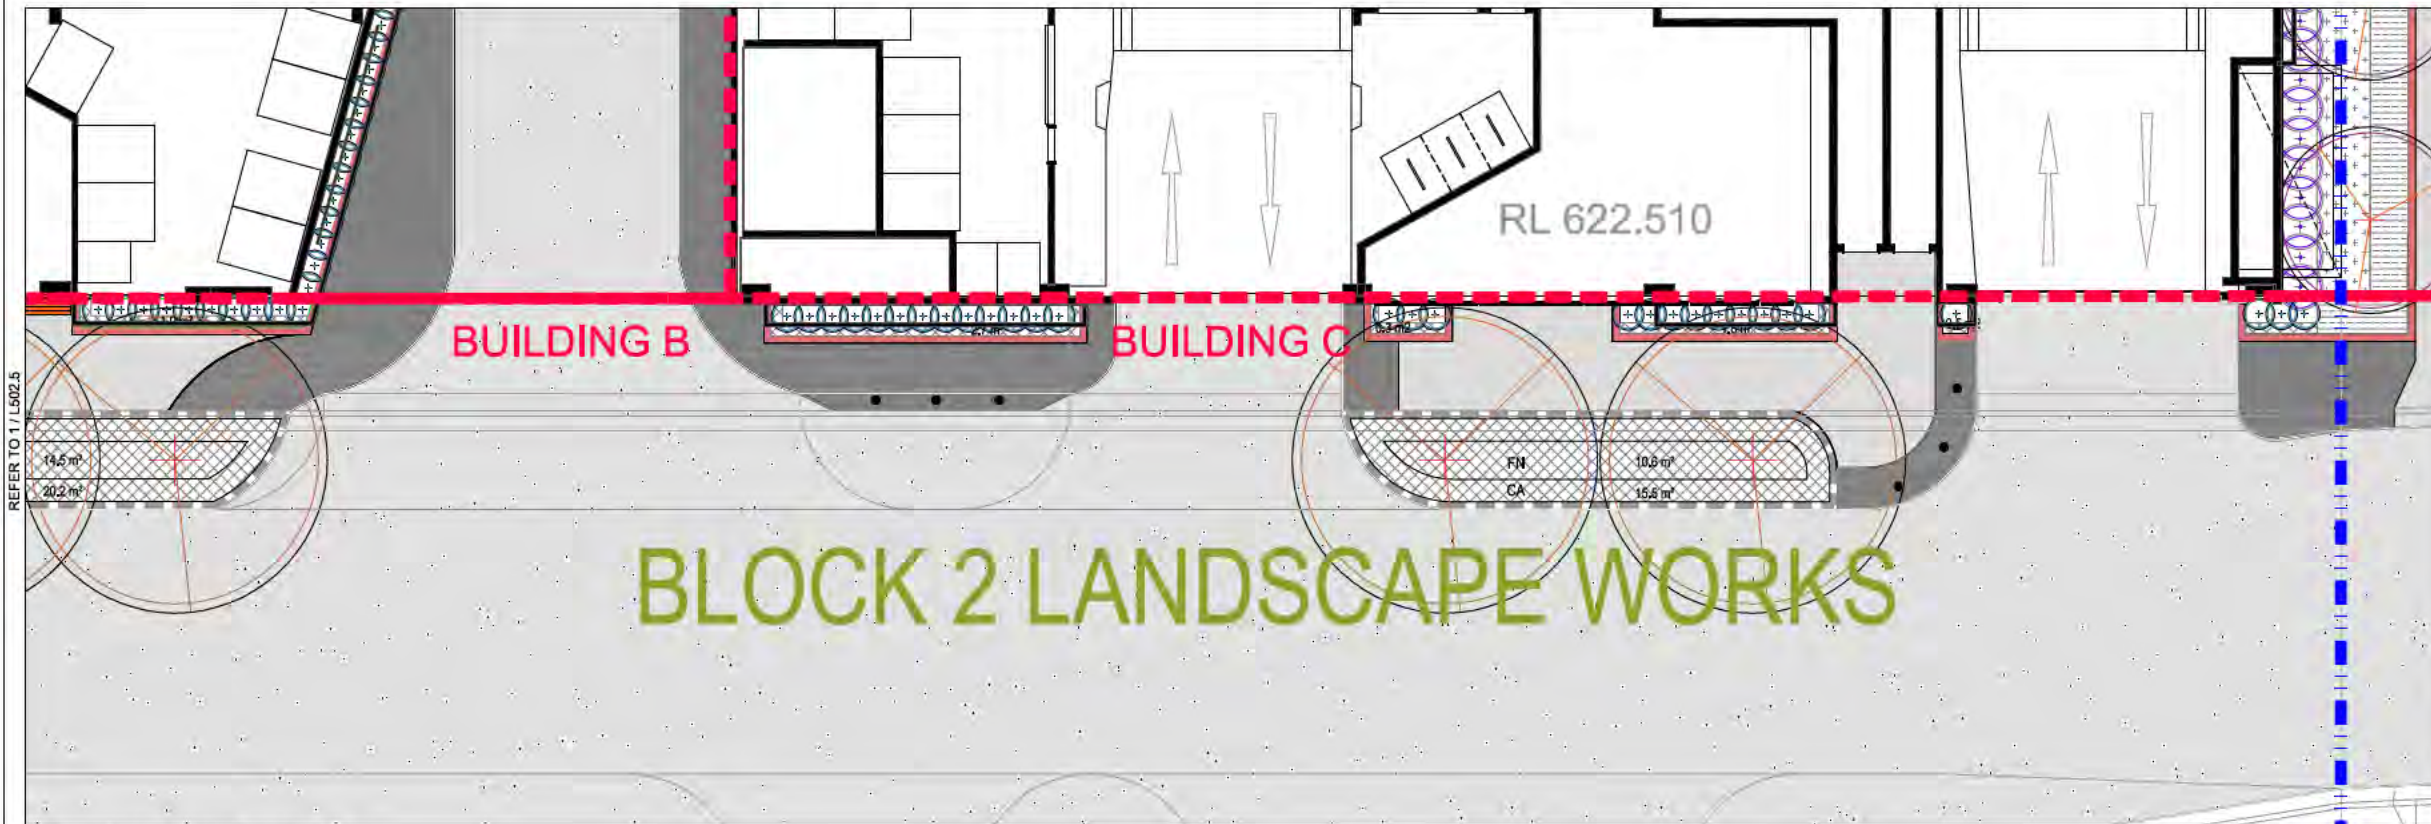 RL 622.510
BUILDING B
BUILDING C
REFER TO 1 / L502.5
14.5 m²
20.2 m²
FN
10.6 m²
CA
15.5 m²
BLOCK 2 LANDSCAPE WORKS